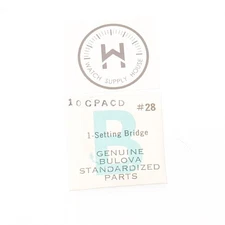 W
WATCH SUPPLY HOUSE
10GPACD #28
1-Setting Bridge
B
GENUINE
BULOVA
STANDARDIZED
PARTS